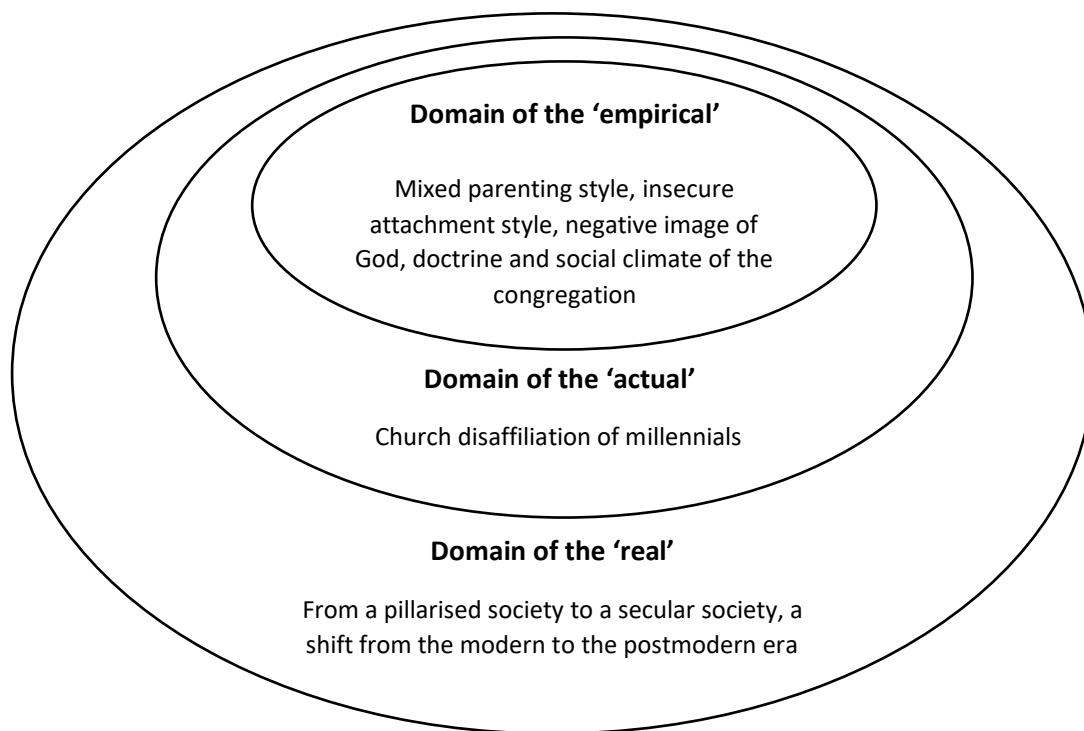 Domain of the ‘empirical’
Mixed parenting style, insecure
attachment style, negative image of
God, doctrine and social climate of the
congregation
Domain of the ‘actual’
Church disaffiliation of millennials
Domain of the ‘real’
From a pillarised society to a secular society, a
shift from the modern to the postmodern era